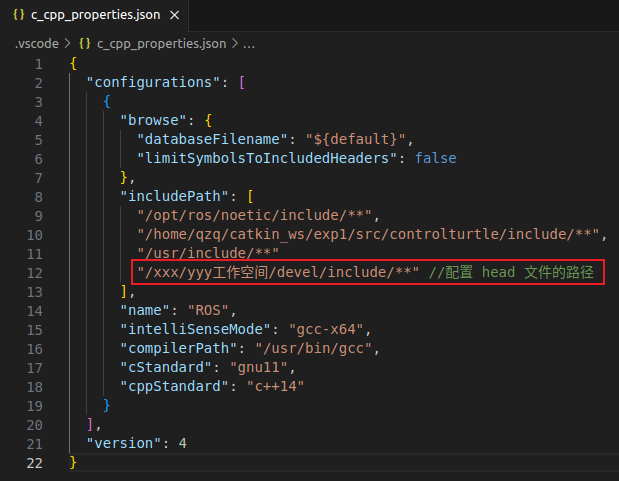 c_cpp_properties.json ×
.vscode > {} c_cpp_properties.json > ...
1 {
2 "configurations": [
3 {
4 "browse": {
5 "databaseFilename": "${default}",
6 "limitSymbolsToIncludedHeaders": false
7 },
8 "includePath": [
9 "/opt/ros/noetic/include/**",
10 "/home/qzq/catkin_ws/exp1/src/controlturtle/include/**",
11 "/usr/include/**"
12 "/xxx/yyy工作空间/devel/include/**" //配置 head 文件的路径
13 ],
14 "name": "ROS",
15 "intelliSenseMode": "gcc-x64",
16 "compilerPath": "/usr/bin/gcc",
17 "cStandard": "gnu11",
18 "cppStandard": "c++14"
19 }
20 ],
21 "version": 4
22 }